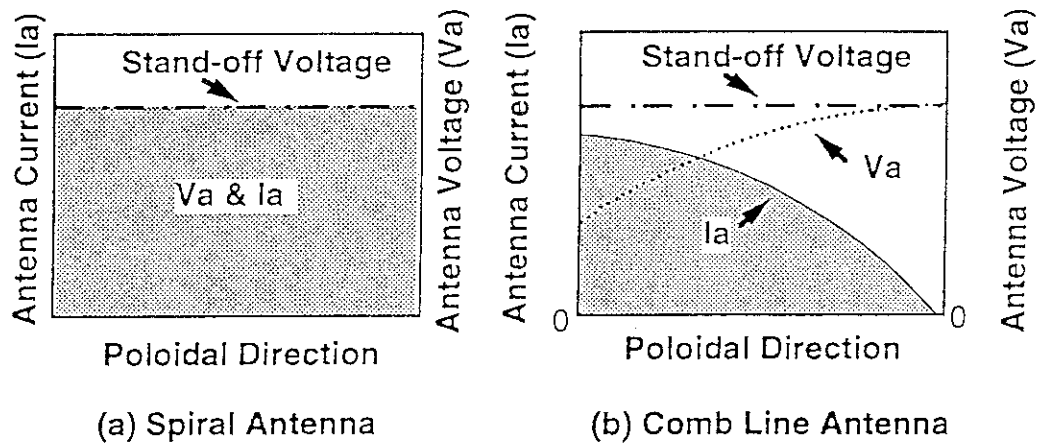 Antenna Current (Ia)
Stand-off Voltage
Va & Ia
Antenna Voltage (Va)
Poloidal Direction
(a) Spiral Antenna
Antenna Current (Ia)
Stand-off Voltage
Va
Ia
0
0
Antenna Voltage (Va)
Poloidal Direction
(b) Comb Line Antenna